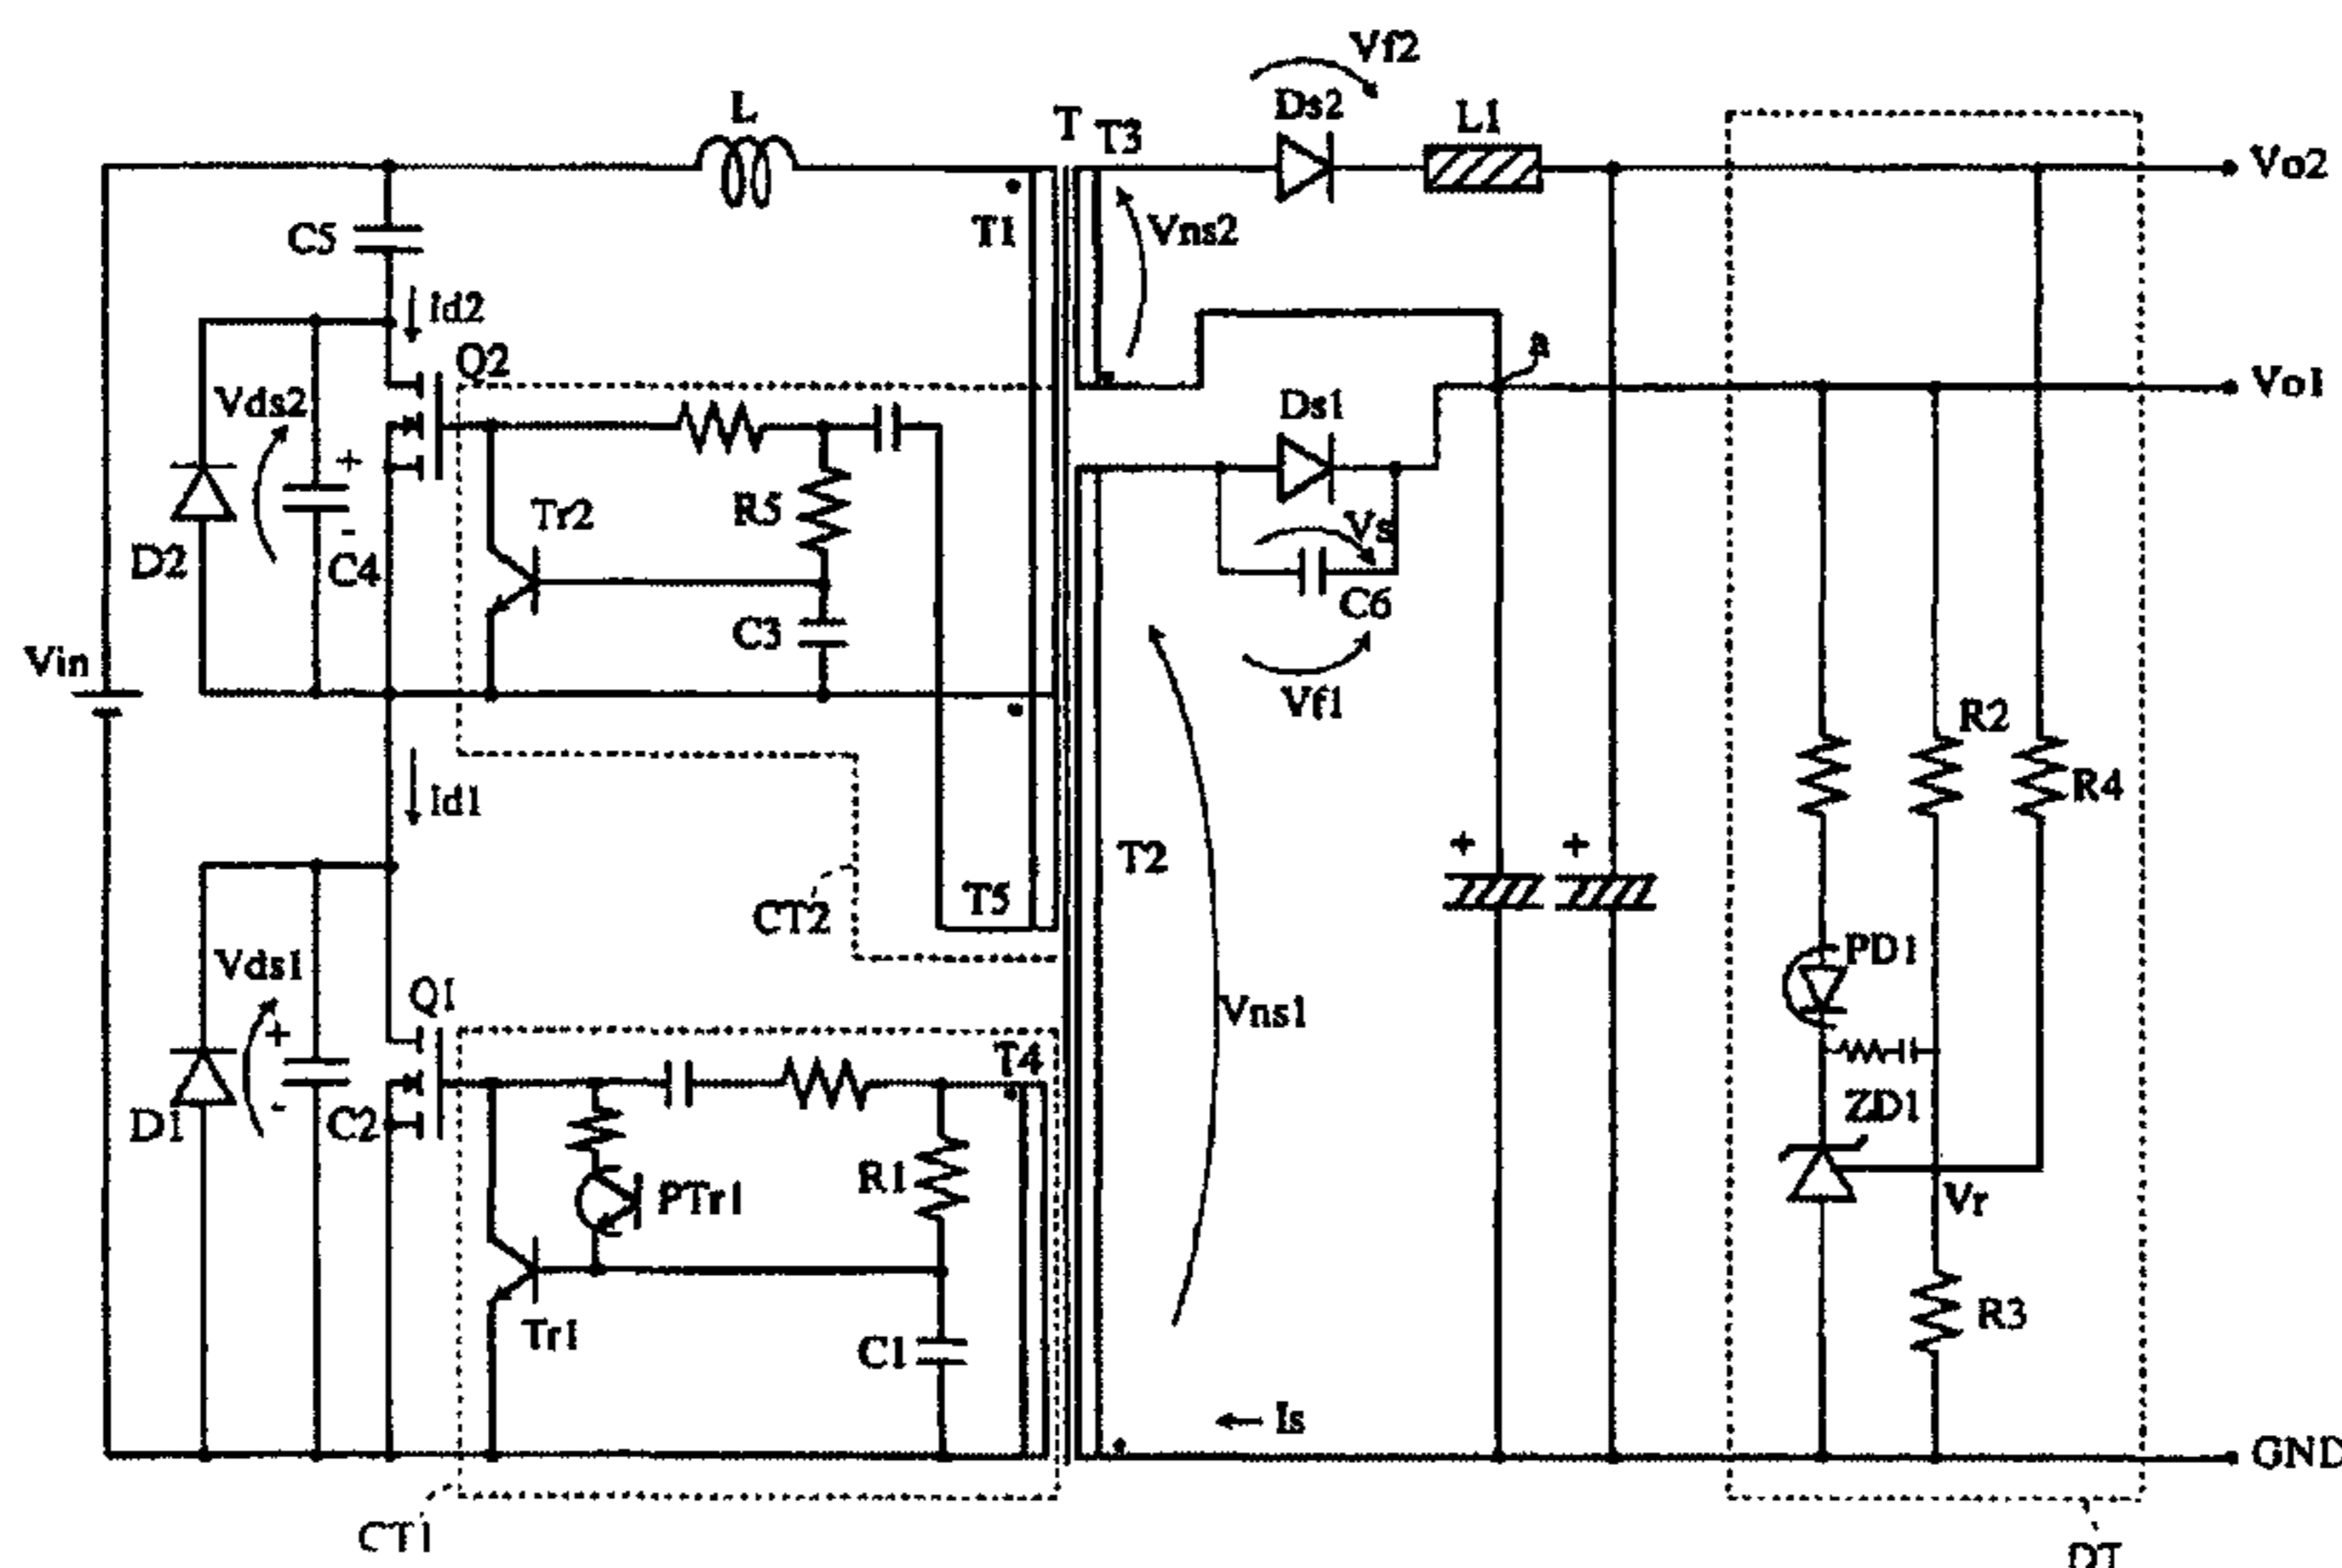 Vf2
Ds2
L
T
T3
L1
Vo2
T1
Vns2
C5
Id2
Q2
a
Vo1
Vds2
+
Ds1
Tr2
R5
Vs
-
D2
C4
C6
C3
Vin
Vf1
R2
Id1
R4
+
+
T2
T5
CT2
PD1
Vds1
Q1
Vns1
+
T4
ZD1
-
D1
C2
R1
PTr1
Vr
Tr1
C1
R3
Is
GND
CT1
DT